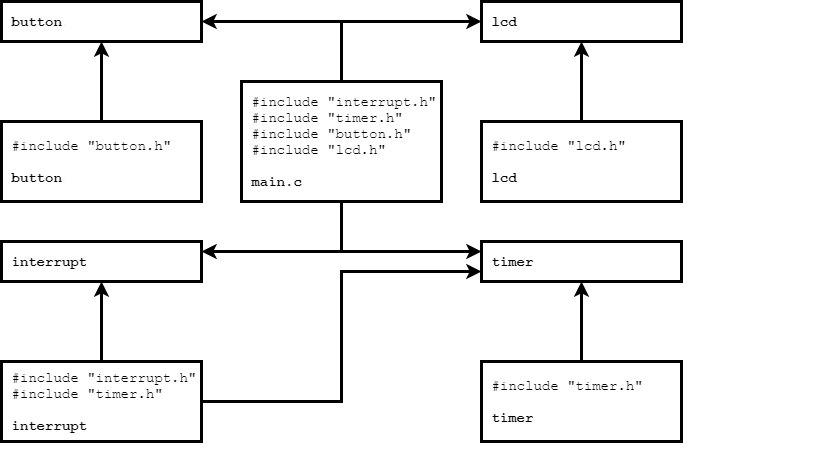 button
lcd
#include "interrupt.h"
#include "timer.h"
#include "button.h"
#include "lcd.h"
main.c
#include "button.h"
button
#include "lcd.h"
lcd
interrupt
timer
#include "interrupt.h"
#include "timer.h"
interrupt
#include "timer.h"
timer